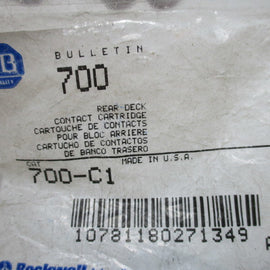 BULLETIN
700
REAR DECK
CONTACT CARTRIDGE
CARTOUCHE DE CONTACTS
POUR BLOC ARRIERE
CARTUCHO DE CONTACTOS
DE BANCO TRASERO
CAT
MADE IN U.S.A.
700-C1
10781180271349
Rockwell